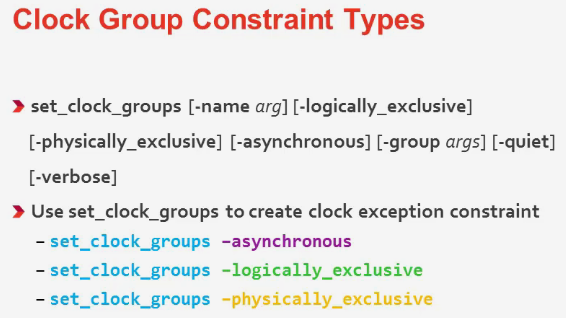 Clock Group Constraint Types
set_clock_groups [-name arg] [-logically_exclusive]
[-physically_exclusive] [-asynchronous] [-group args] [-quiet]
[-verbose]
Use set_clock_groups to create clock exception constraint
– set_clock_groups –asynchronous
– set_clock_groups –logically_exclusive
– set_clock_groups –physically_exclusive